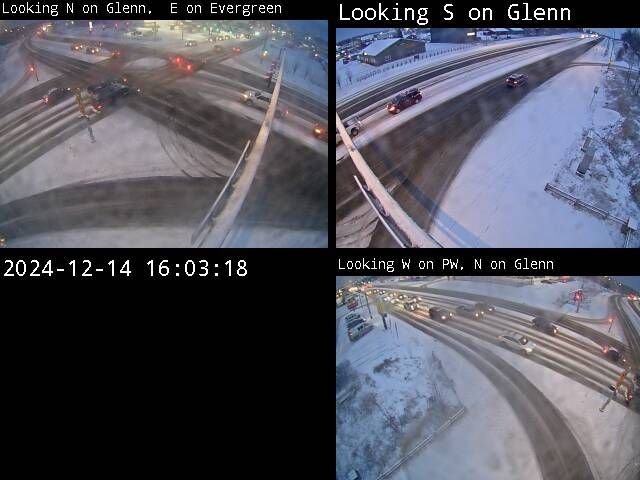 Looking N on Glenn,  E on Evergreen
Looking S on Glenn
2024-12-14 16:03:18
Looking W on PW, N on Glenn